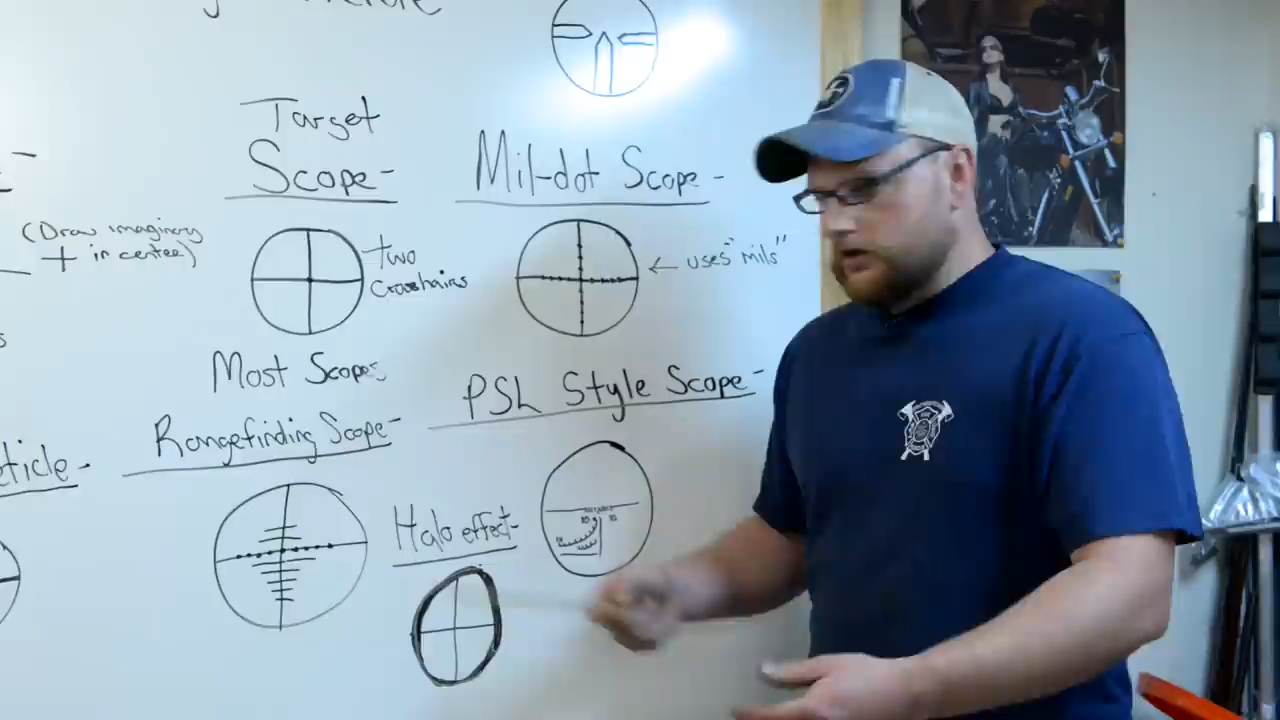 Target
Scope-
Mil-dot Scope-
(Draw imaginary
+ in center)
two
Crosshairs
← uses "mils"
Most Scopes
PSL Style Scope-
Rangefinding Scope-
eticle-
Halo effect-